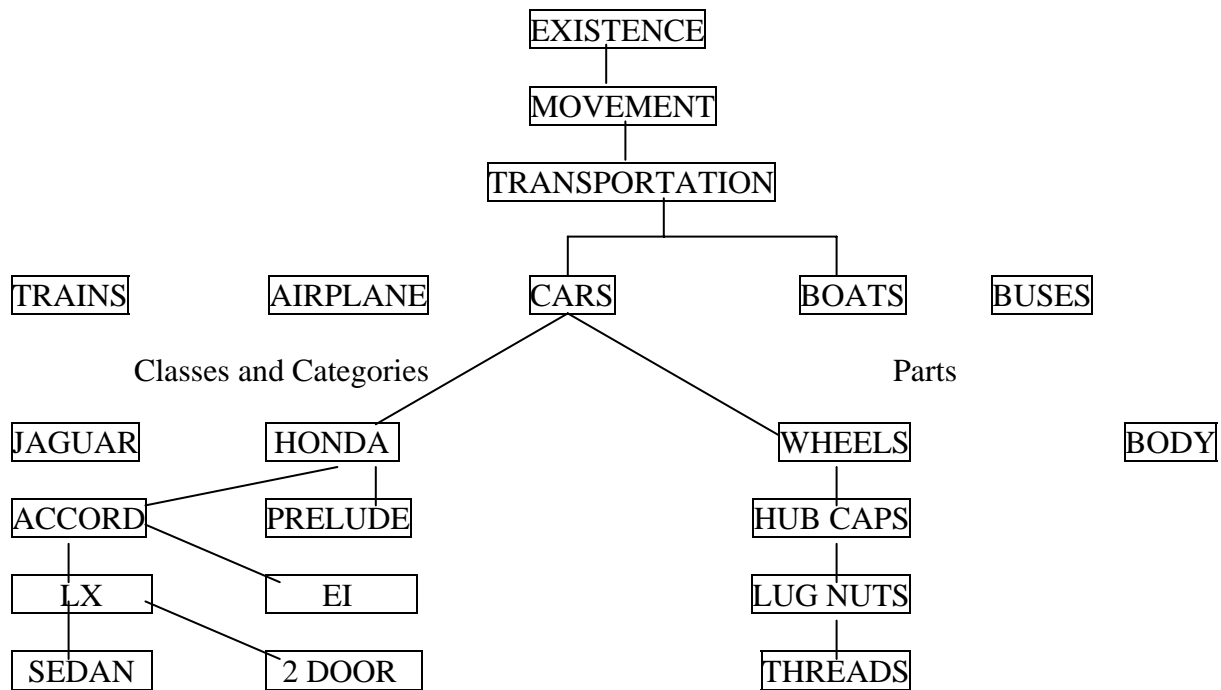 EXISTENCE
MOVEMENT
TRANSPORTATION
TRAINS AIRPLANE CARS BOATS BUSES
Classes and Categories Parts
JAGUAR HONDA WHEELS BODY
ACCORD PRELUDE HUB CAPS
LX EI LUG NUTS
SEDAN 2 DOOR THREADS